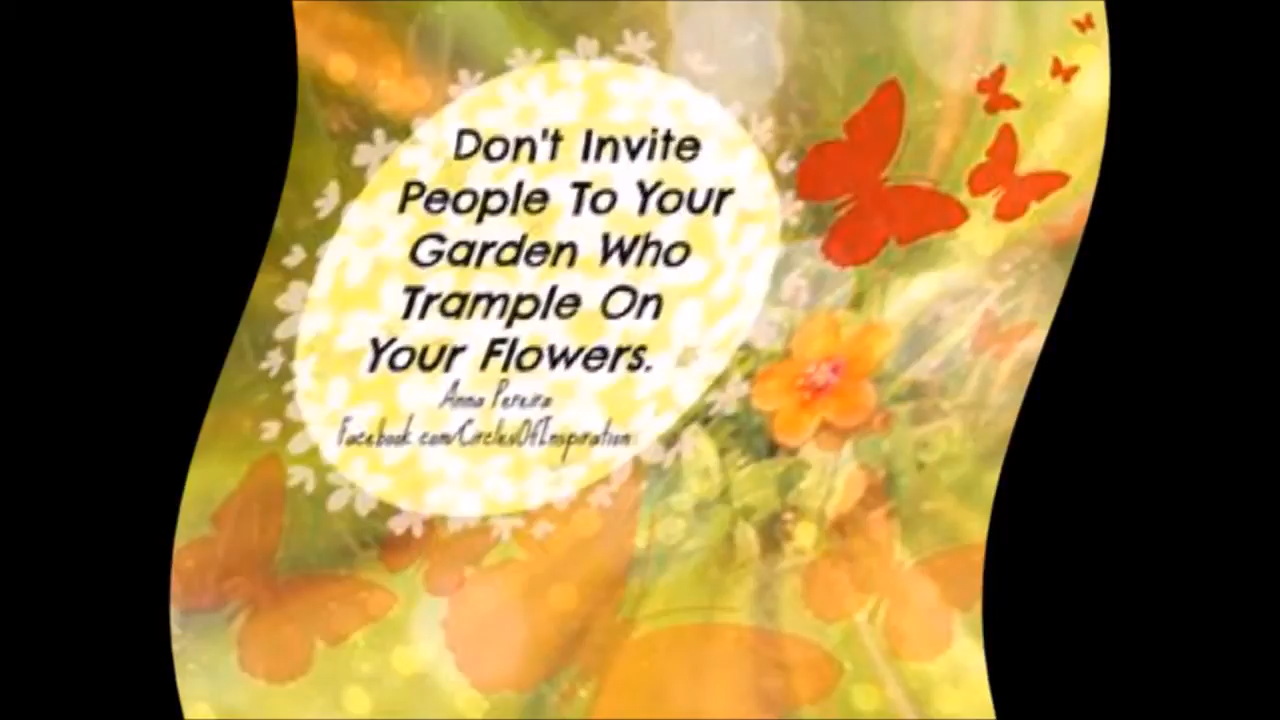 Don't Invite
People To Your
Garden Who
Trample On
Your Flowers.
Anna Pereira
Facebook.com/CirclesOfInspiration